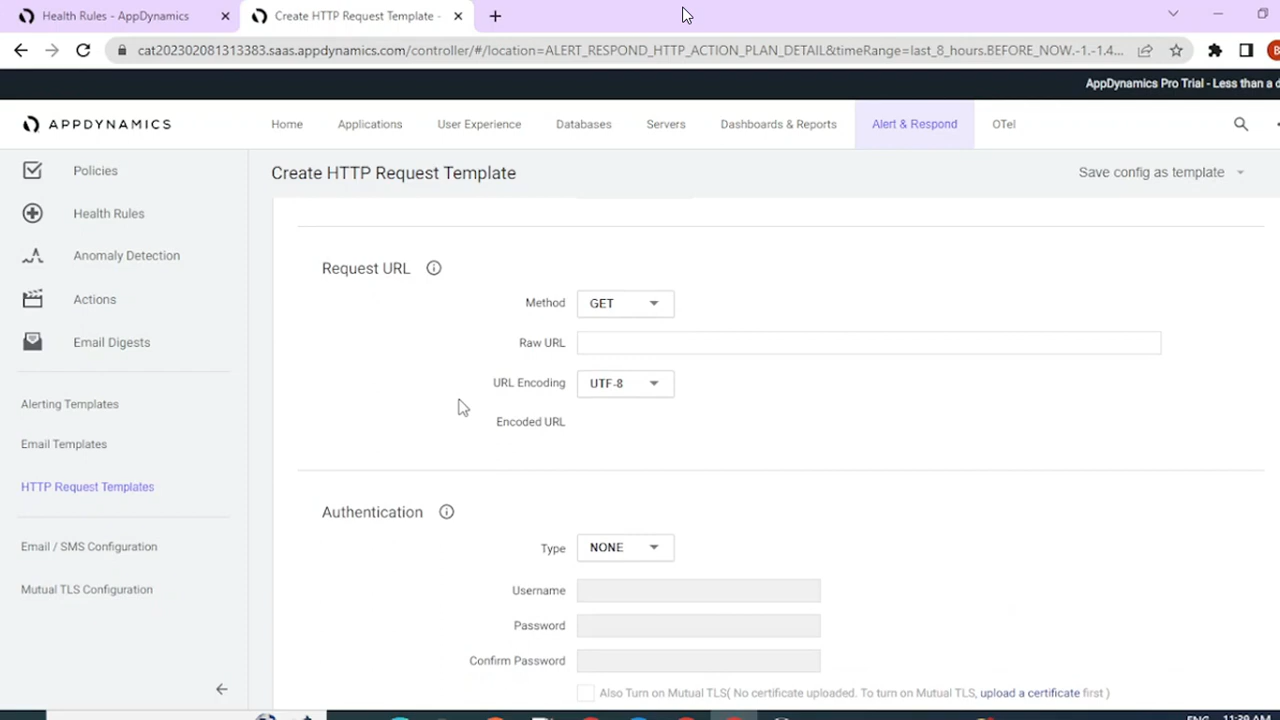 Health Rules - AppDynamics
Create HTTP Request Template -
cat202302081313383.saas.appdynamics.com/controller/#/location=ALERT_RESPOND_HTTP_ACTION_PLAN_DETAIL&timeRange=last_8_hours.BEFORE_NOW.-1.-1.4...
AppDynamics Pro Trial - Less than a d
APPDYNAMICS
Home
Applications
User Experience
Databases
Servers
Dashboards & Reports
Alert & Respond
OTel
Policies
Health Rules
Anomaly Detection
Actions
Email Digests
Alerting Templates
Email Templates
HTTP Request Templates
Email / SMS Configuration
Mutual TLS Configuration
Create HTTP Request Template
Save config as template
Request URL
Method GET
Raw URL
URL Encoding UTF-8
Encoded URL
Authentication
Type NONE
Username
Password
Confirm Password
Also Turn on Mutual TLS( No certificate uploaded. To turn on Mutual TLS, upload a certificate first )